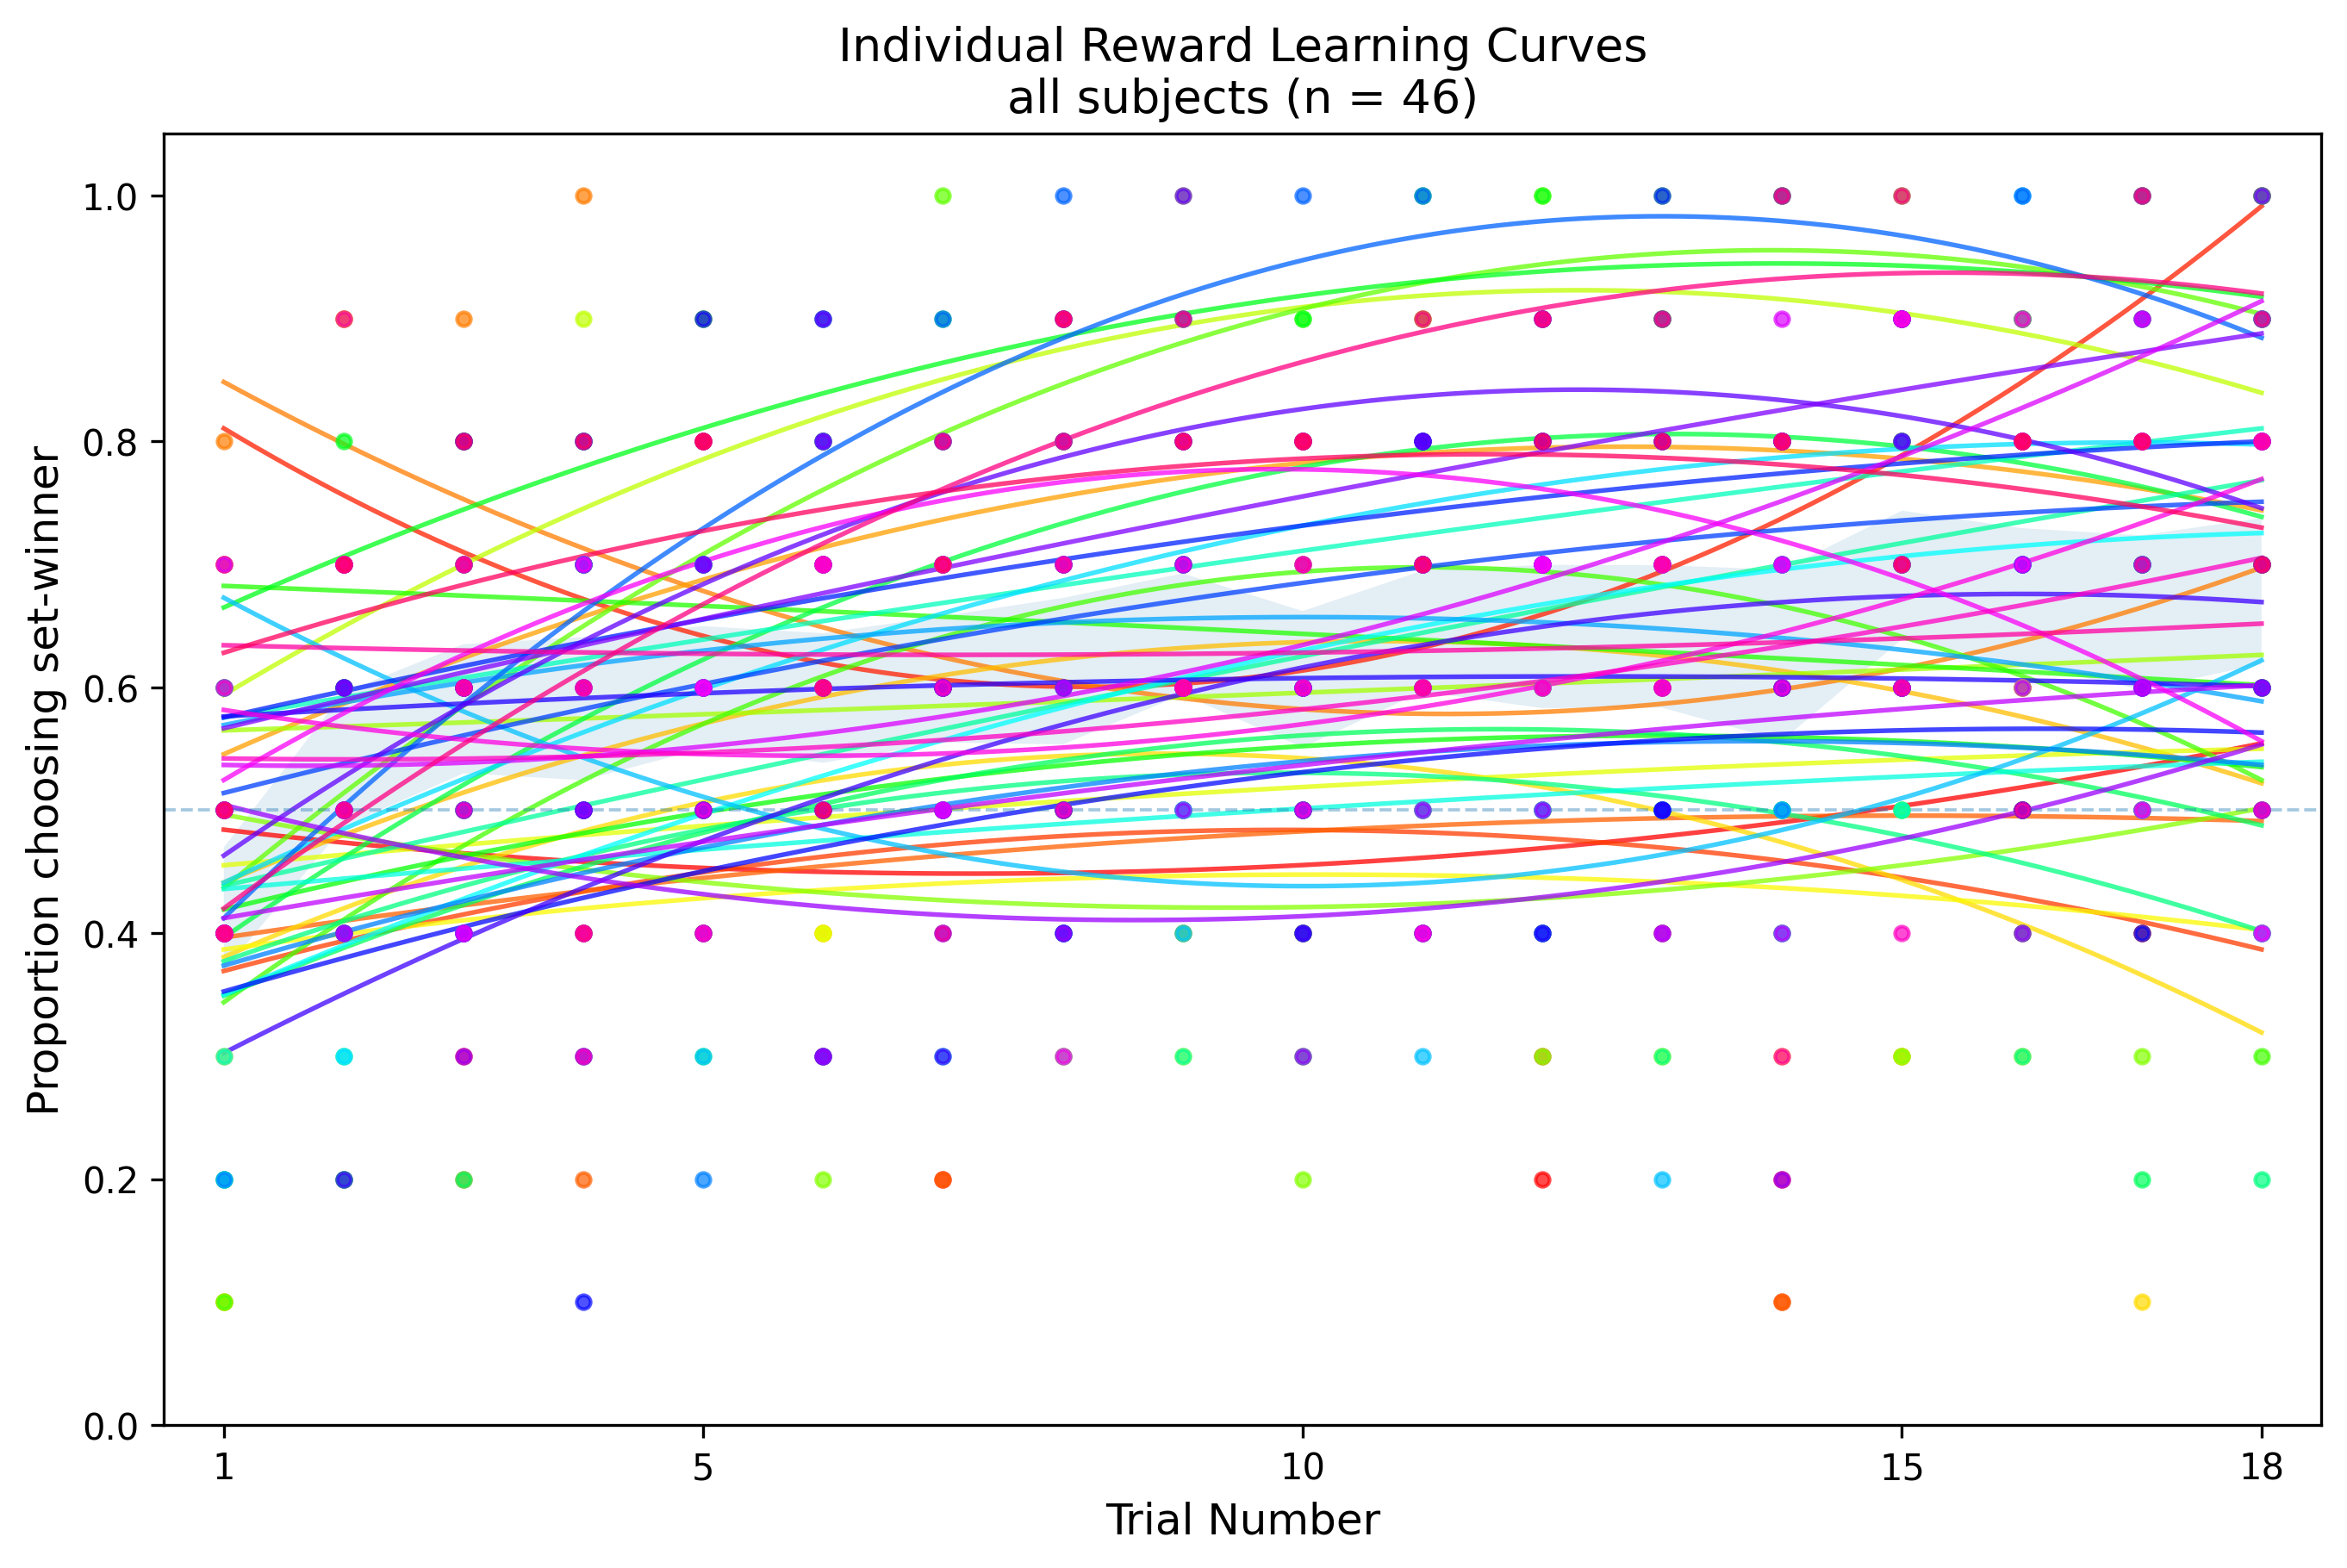 Individual Reward Learning Curves
all subjects (n = 46)
Proportion choosing set-winner
1.0
0.8
0.6
0.4
0.2
0.0
1 5 10 15 18
Trial Number